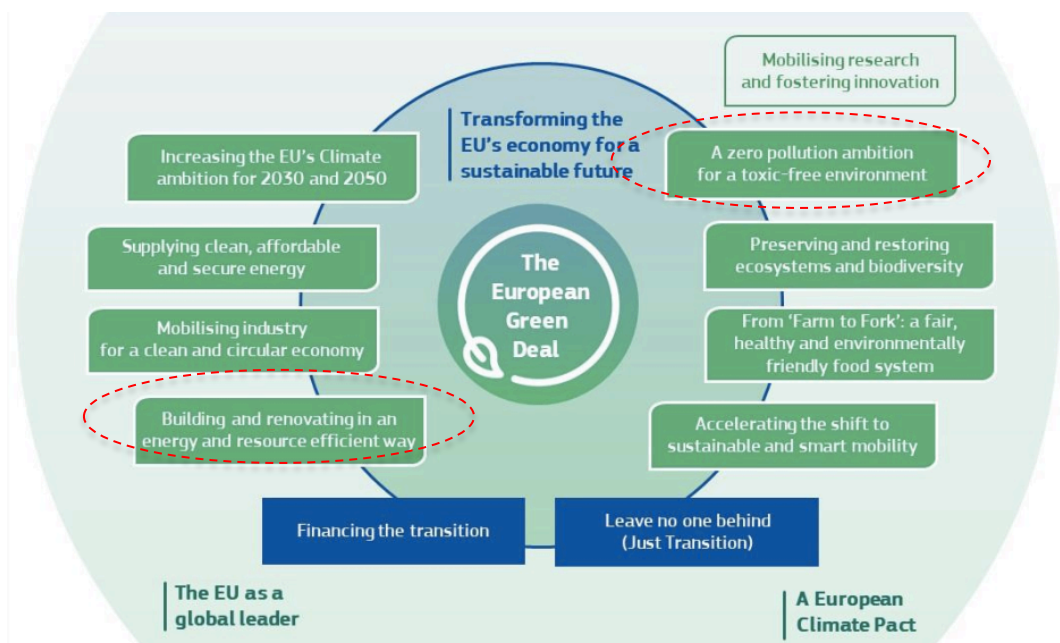 Mobilising research
and fostering innovation
Transforming the
EU's economy for a
sustainable future
Increasing the EU's Climate
ambition for 2030 and 2050
A zero pollution ambition
for a toxic-free environment
Supplying clean, affordable
and secure energy
The
European
Green
Deal
Preserving and restoring
ecosystems and biodiversity
Mobilising industry
for a clean and circular economy
From ‘Farm to Fork’: a fair,
healthy and environmentally
friendly food system
Building and renovating in an
energy and resource efficient way
Accelerating the shift to
sustainable and smart mobility
Financing the transition
Leave no one behind
(Just Transition)
The EU as a
global leader
A European
Climate Pact